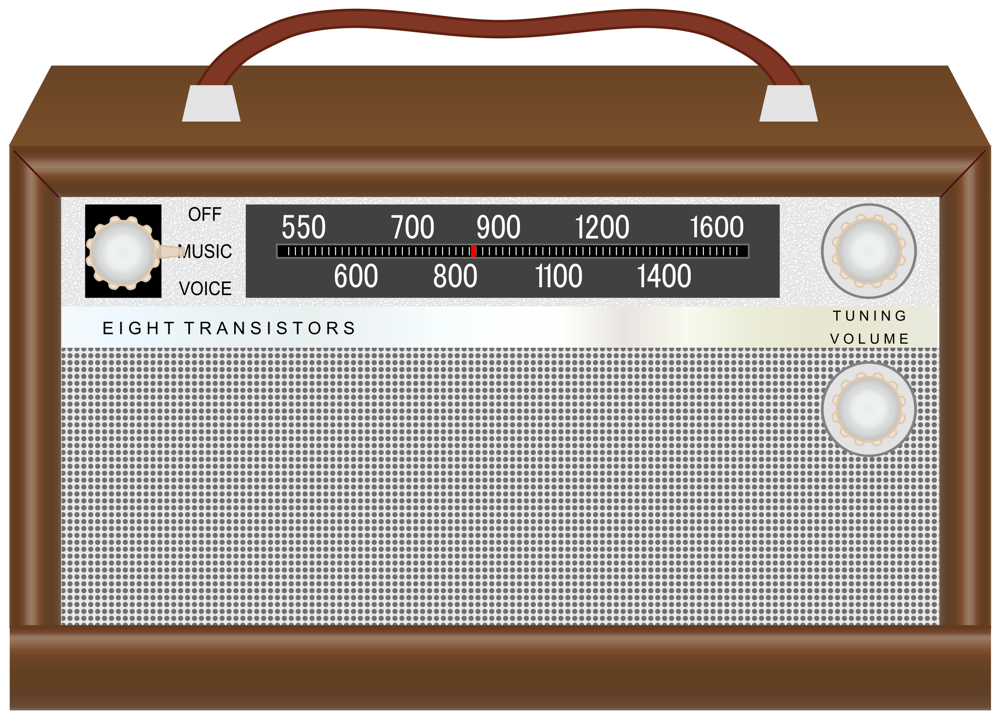 OFF
MUSIC
VOICE
550 700 900 1200 1600
600 800 1100 1400
EIGHT TRANSISTORS
TUNING
VOLUME